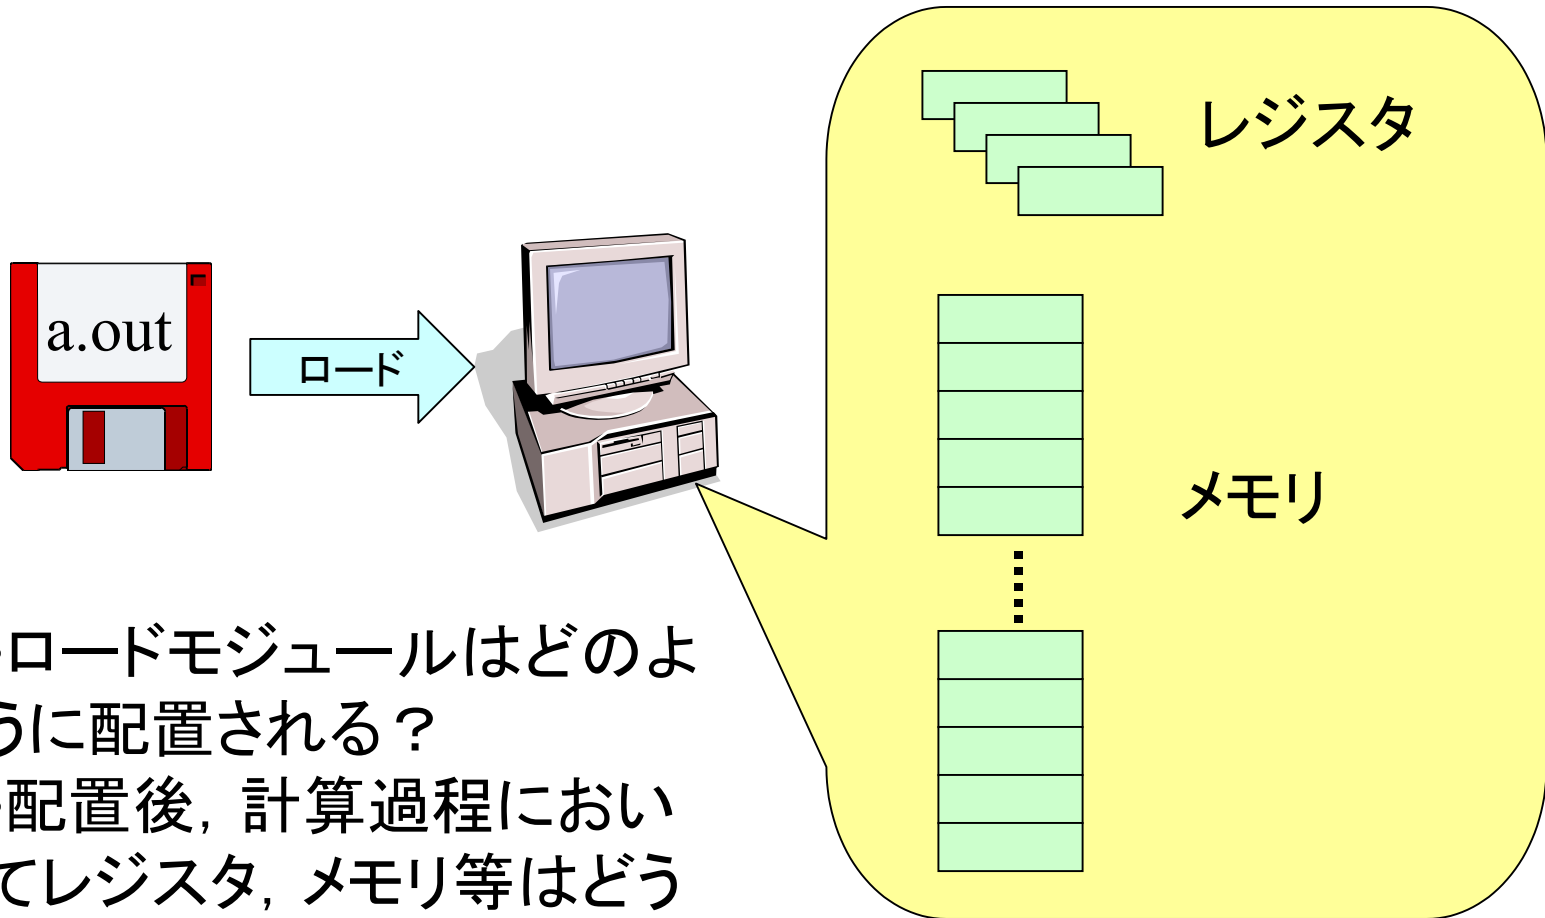 レジスタ
a.out
ロード
メモリ
ロードモジュールはどのよ
うに配置される？
配置後，計算過程におい
てレジスタ，メモリ等はどう